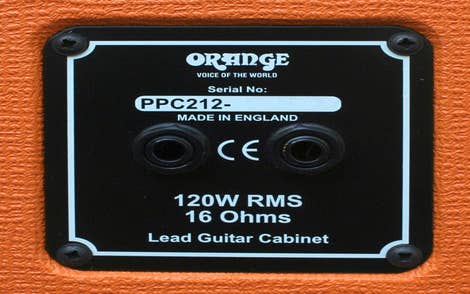 ORANGE
VOICE OF THE WORLD
Serial No:
PPC212-
MADE IN ENGLAND
CE
120W RMS
16 Ohms
Lead Guitar Cabinet